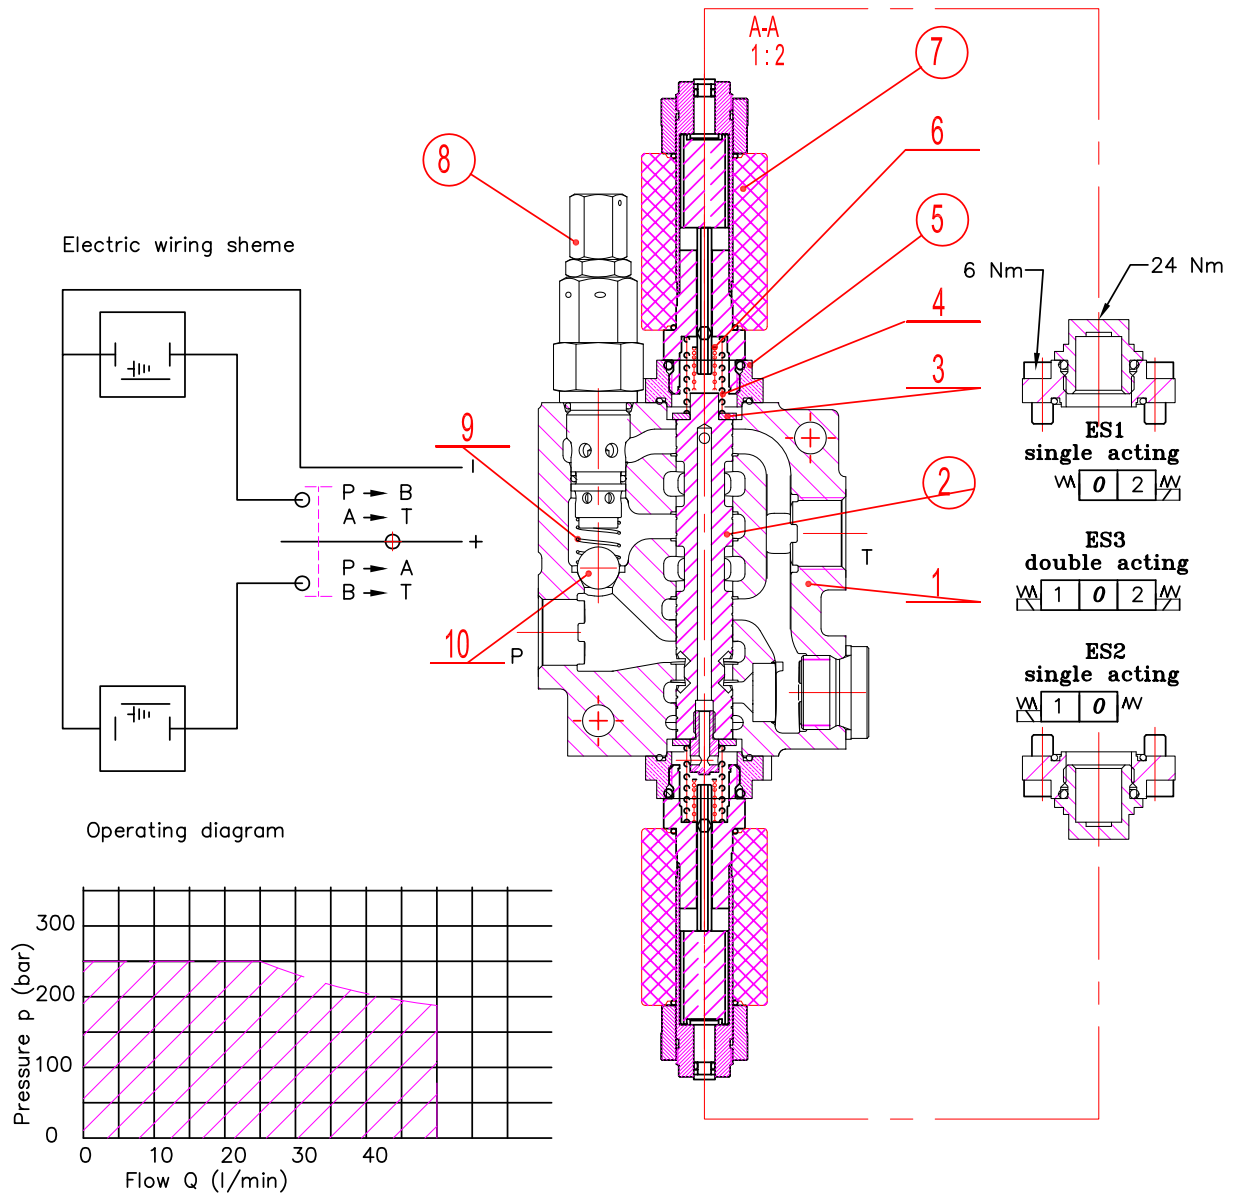 A-A
1:2
7
6
8
5
6 Nm
24 Nm
4
3
9
2
1
10
P
T
Electric wiring sheme
-
P → B
A → T
+
P → A
B → T
ES1
single acting
0 2
ES3
double acting
1 0 2
ES2
single acting
1 0
Operating diagram
Pressure p (bar)
300
200
100
0
0 10 20 30 40
Flow Q (l/min)